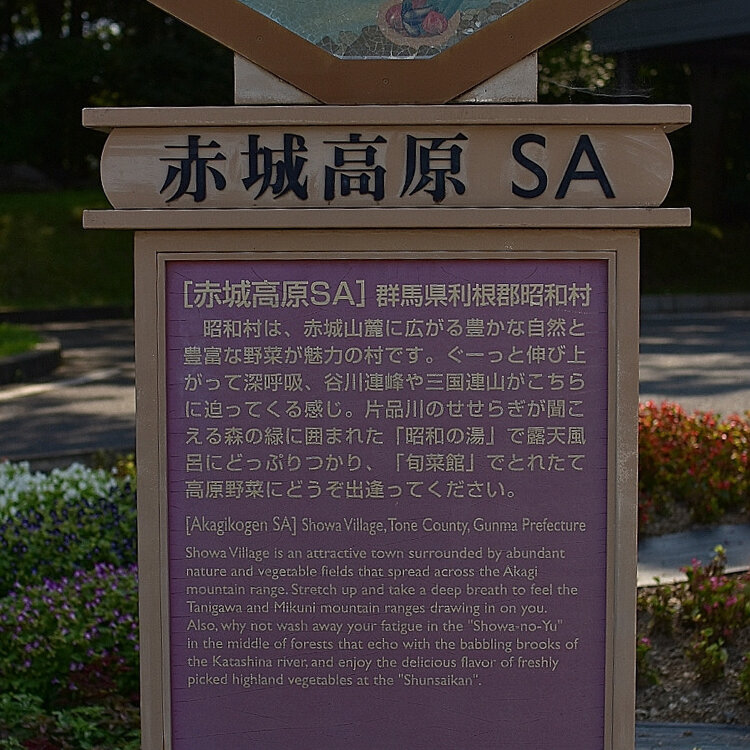 赤城高原 SA
[赤城高原SA] 群馬県利根郡昭和村
昭和村は、赤城山麓に広がる豊かな自然と
豊富な野菜が魅力の村です。ぐーっと伸び上
がって深呼吸、谷川連峰や三国連山がこちら
に迫ってくる感じ。片品川のせせらぎが聞こ
える森の緑に囲まれた「昭和の湯」で露天風
呂にどっぷりつかり、「旬菜館」でとれたて
高原野菜にどうぞ出逢ってください。
[Akagikogen SA] Showa Village, Tone County, Gunma Prefecture
Showa Village is an attractive town surrounded by abundant
nature and vegetable fields that spread across the Akagi
mountain range. Stretch up and take a deep breath to feel the
Tanigawa and Mikuni mountain ranges drawing in on you.
Also, why not wash away your fatigue in the "Showa-no-Yu"
in the middle of forests that echo with the babbling brooks of
the Katashina river, and enjoy the delicious flavor of freshly
picked highland vegetables at the "Shunsaikan".